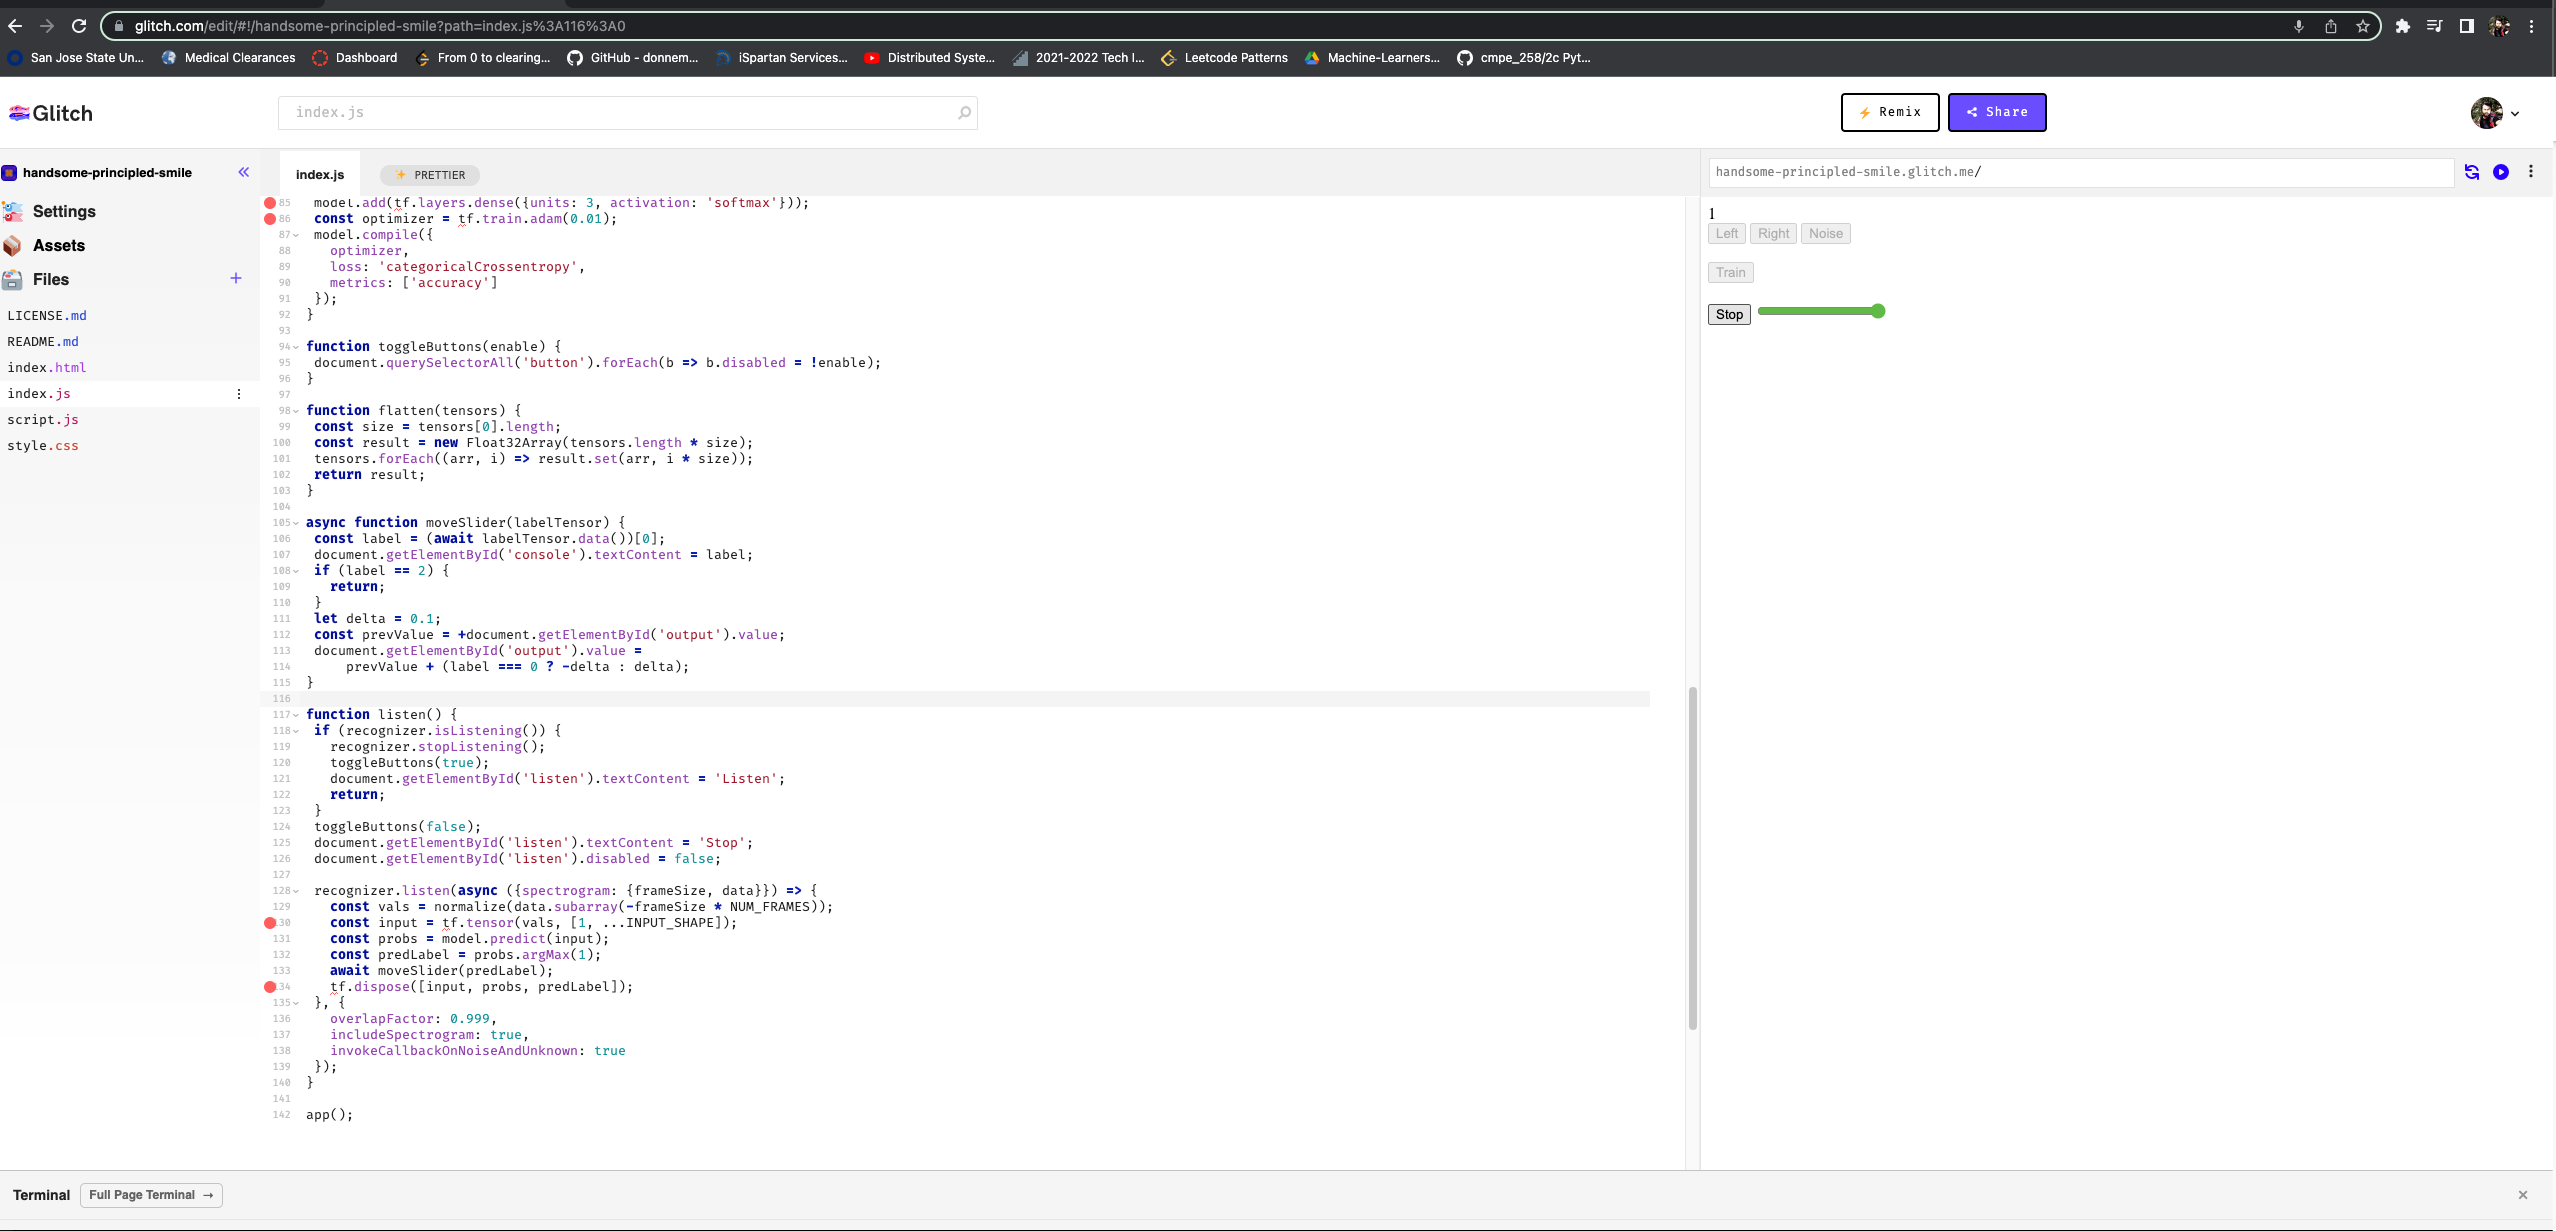 glitch.com/edit/#!/handsome-principled-smile?path=index.js%3A116%3A0
San Jose State Un... Medical Clearances Dashboard From 0 to clearing... GitHub - donnem... iSpartan Services... Distributed Syste... 2021-2022 Tech I... Leetcode Patterns Machine-Learners... cmpe_258/2c Pyt...
Glitch index.js Remix Share
handsome-principled-smile
Settings
Assets
Files
LICENSE.md
README.md
index.html
index.js
script.js
style.css
index.js PRETTIER
85 model.add(tf.layers.dense({units: 3, activation: 'softmax'}));
86 const optimizer = tf.train.adam(0.01);
87 model.compile({
88 optimizer,
89 loss: 'categoricalCrossentropy',
90 metrics: ['accuracy']
91 });
92 }
93
94 function toggleButtons(enable) {
95 document.querySelectorAll('button').forEach(b => b.disabled = !enable);
96 }
97
98 function flatten(tensors) {
99 const size = tensors[0].length;
100 const result = new Float32Array(tensors.length * size);
101 tensors.forEach((arr, i) => result.set(arr, i * size));
102 return result;
103 }
104
105 async function moveSlider(labelTensor) {
106 const label = (await labelTensor.data())[0];
107 document.getElementById('console').textContent = label;
108 if (label == 2) {
109 return;
110 }
111 let delta = 0.1;
112 const prevValue = +document.getElementById('output').value;
113 document.getElementById('output').value =
114 prevValue + (label === 0 ? -delta : delta);
115 }
116
117 function listen() {
118 if (recognizer.isListening()) {
119 recognizer.stopListening();
120 toggleButtons(true);
121 document.getElementById('listen').textContent = 'Listen';
122 return;
123 }
124 toggleButtons(false);
125 document.getElementById('listen').textContent = 'Stop';
126 document.getElementById('listen').disabled = false;
127
128 recognizer.listen(async ({spectrogram: {frameSize, data}}) => {
129 const vals = normalize(data.subarray(-frameSize * NUM_FRAMES));
130 const input = tf.tensor(vals, [1, ...INPUT_SHAPE]);
131 const probs = model.predict(input);
132 const predLabel = probs.argMax(1);
133 await moveSlider(predLabel);
134 tf.dispose([input, probs, predLabel]);
135 }, {
136 overlapFactor: 0.999,
137 includeSpectrogram: true,
138 invokeCallbackOnNoiseAndUnknown: true
139 });
140 }
141
142 app();
handsome-principled-smile.glitch.me/
1
Left Right Noise
Train
Stop
Terminal Full Page Terminal →